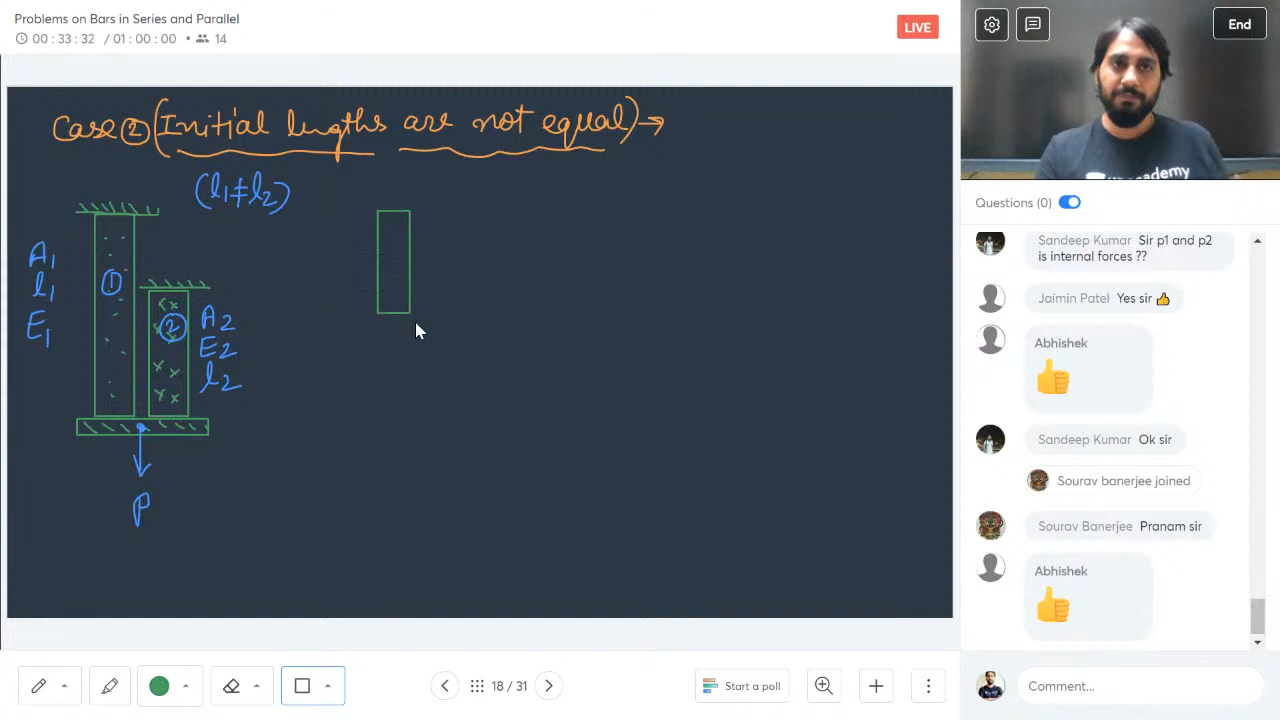 Problems on Bars in Series and Parallel
00 : 33 : 32 / 01 : 00 : 00 • 14
LIVE
End
Case ② (Initial lengths are not equal) →
(l₁ ≠ l₂)
A₁
l₁
E₁
①
②
A₂
E₂
l₂
P
Questions (0)
Sandeep Kumar Sir p1 and p2
is internal forces ??
Jaimin Patel Yes sir 👍
Abhishek
👍
Sandeep Kumar Ok sir
Sourav banerjee joined
Sourav Banerjee Pranam sir
Abhishek
👍
18 / 31
Start a poll
Comment...